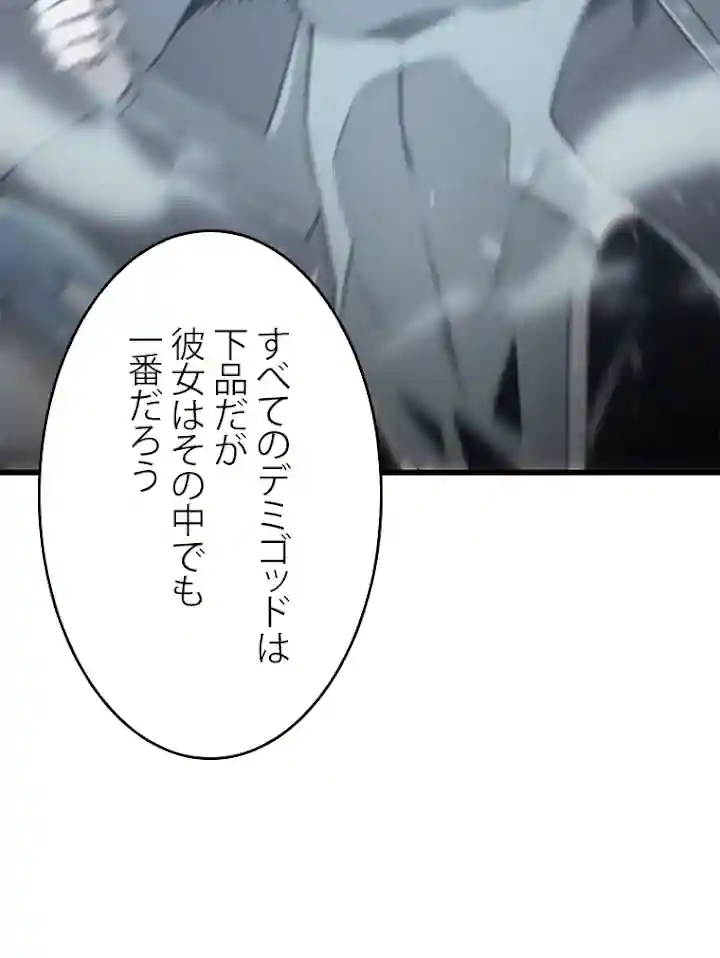 すべてのデミゴッドは
下品だが
彼女はその中でも
一番だろう